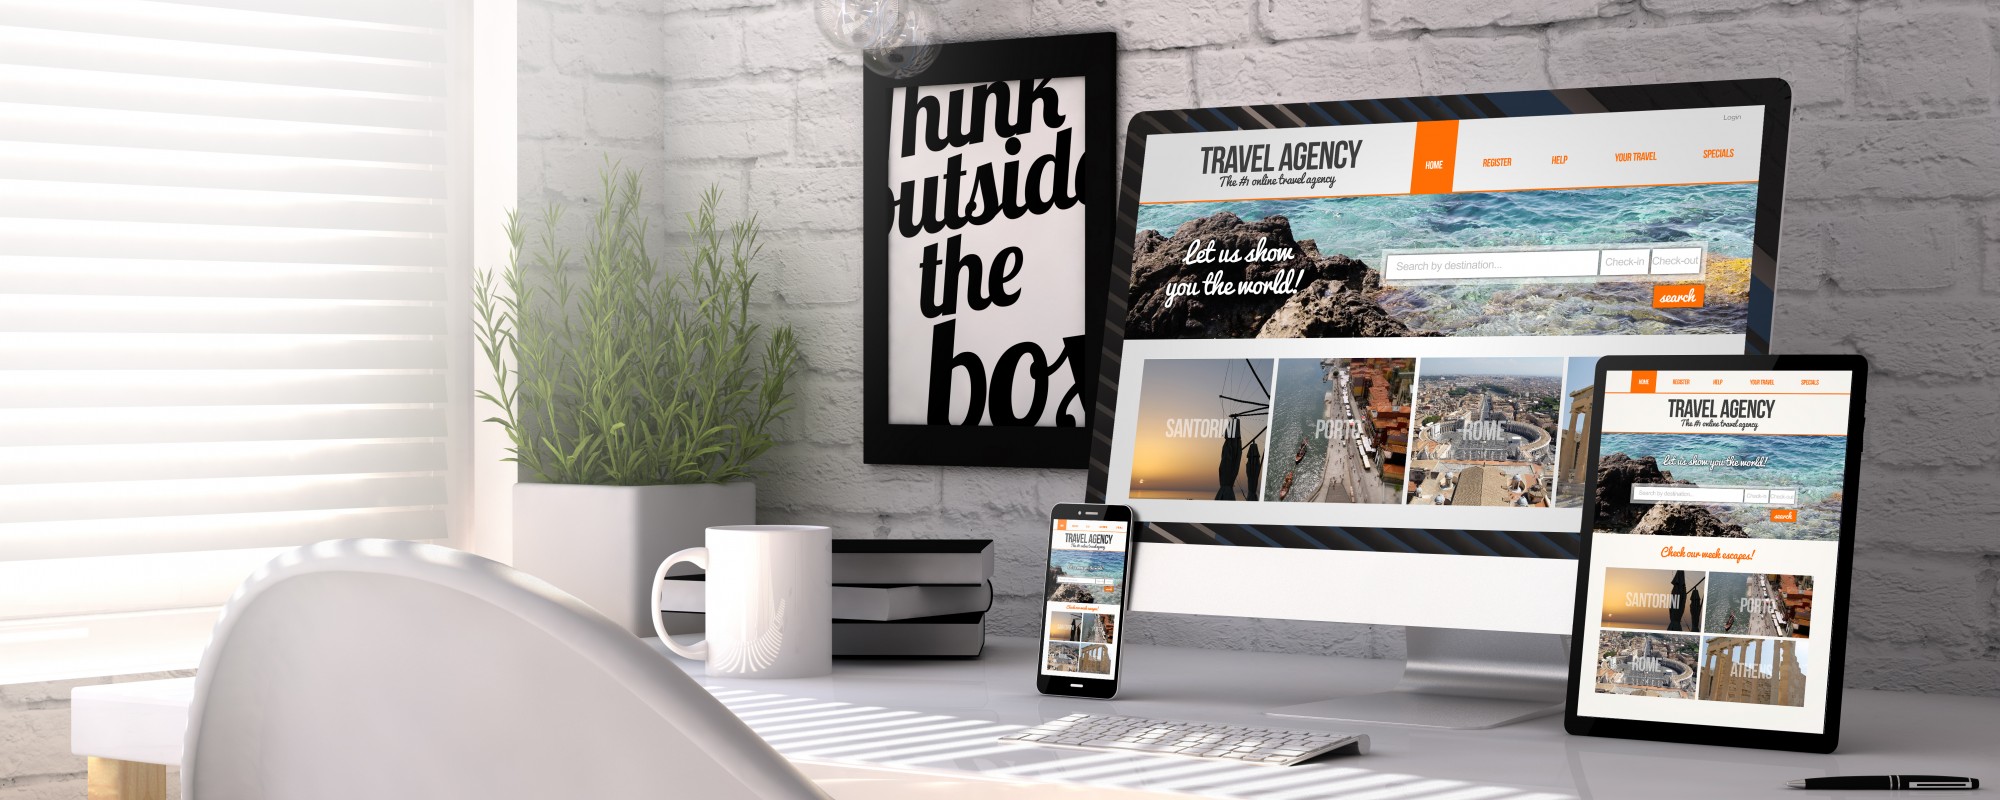 hink
outside
the
box
Login
TRAVEL AGENCY
The #1 online travel agency
HOME
REGISTER
HELP
YOUR TRAVEL
SPECIALS
let us show
you the world!
Search by destination...
Check-in
Check-out
search
SANTORINI
PORTO
ROME
HOME
REGISTER
HELP
YOUR TRAVEL
SPECIALS
TRAVEL AGENCY
The #1 online travel agency
let us show you the world!
Search by destination...
Check-in
Check-out
search
Check our week escapes!
SANTORINI
PORTO
ROME
ATHENS
TRAVEL AGENCY
The #1 online travel agency
Check our week escapes!